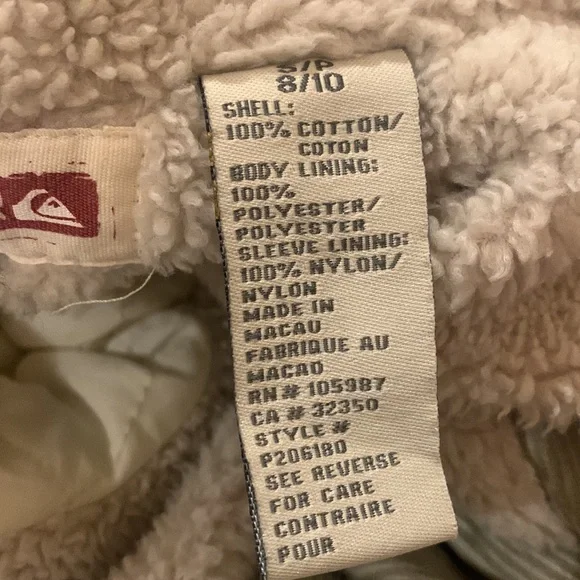 S/P
8/10
SHELL:
100% COTTON/
COTON
BODY LINING:
100%
POLYESTER/
POLYESTER
SLEEVE LINING:
100% NYLON/
NYLON
MADE IN
MACAU
FABRIQUE AU
MACAO
RN# 105987
CA # 32350
STYLE #
P206180
SEE REVERSE
FOR CARE
CONTRAIRE
POUR